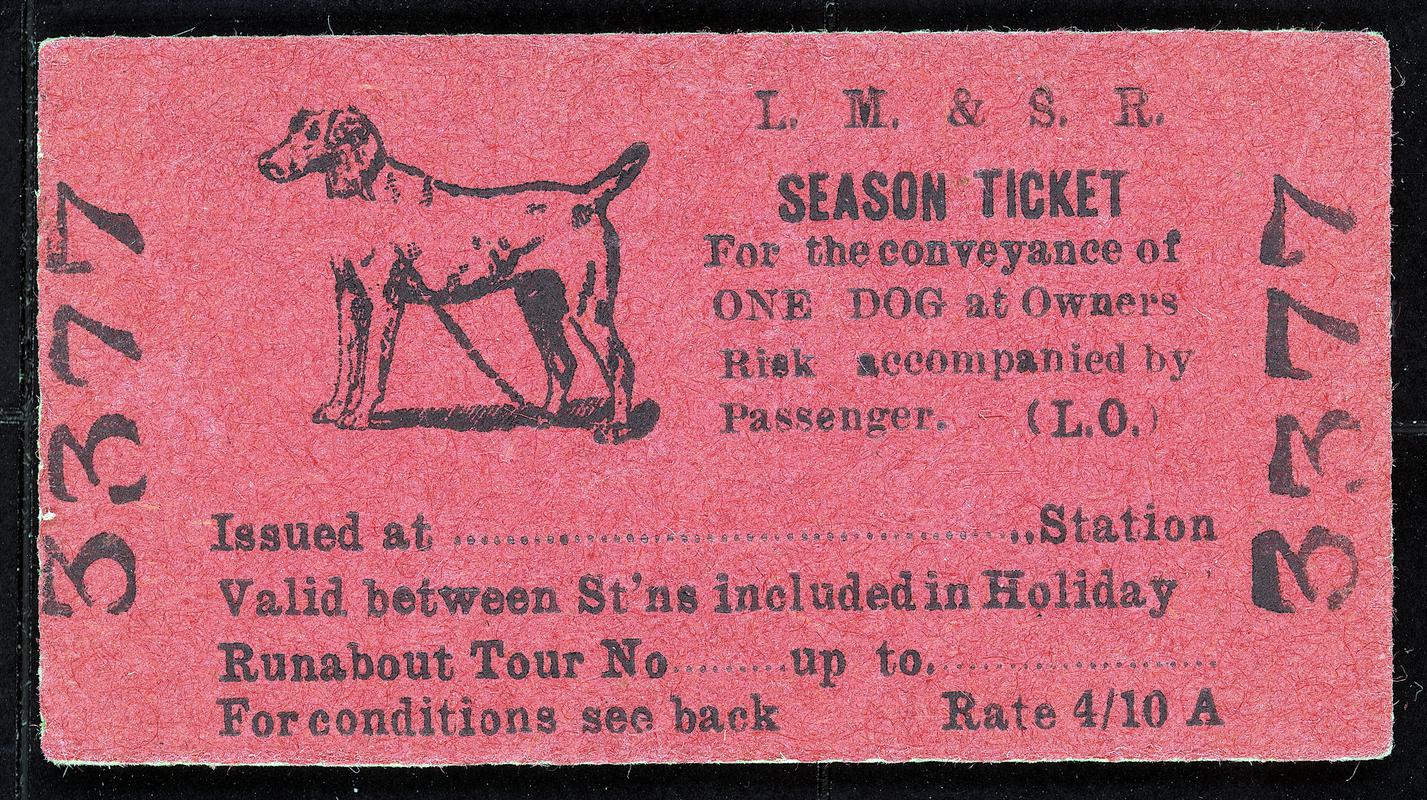 L. M. & S. R.
SEASON TICKET
For the conveyance of
ONE DOG at Owners
Risk accompanied by
Passenger. (L.O.)
Issued at ..........................................Station
Valid between St'ns included in Holiday
Runabout Tour No.........up to...........................
For conditions see back Rate 4/10 A
3377
3377